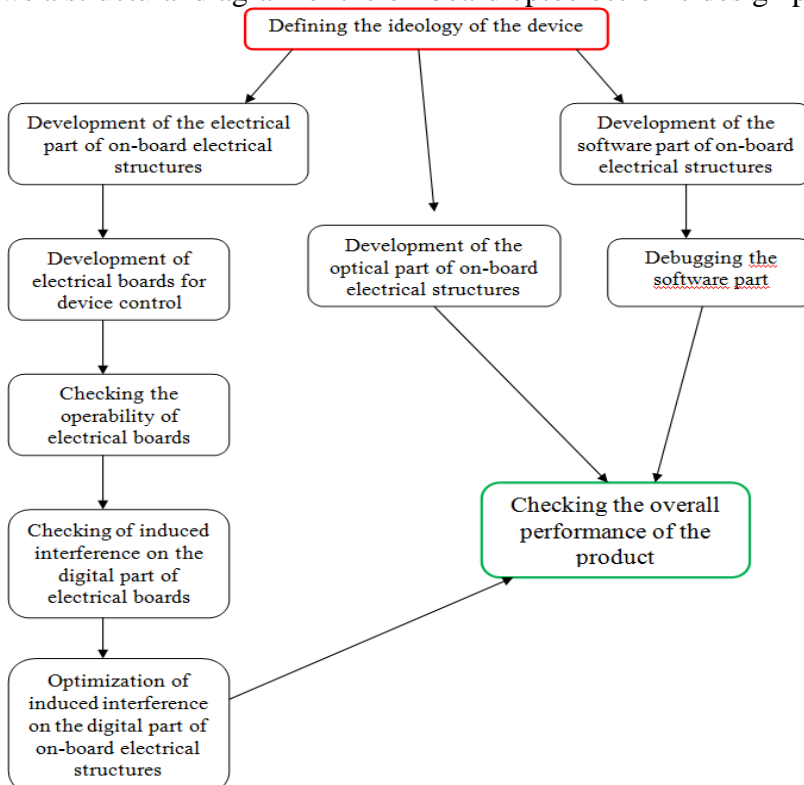 Defining the ideology of the device
Development of the electrical
part of on-board electrical
structures
Development of the
software part of on-board
electrical structures
Development of
electrical boards for
device control
Development of the
optical part of on-board
electrical structures
Debugging the
software part
Checking the
operability of
electrical boards
Checking of induced
interference on the
digital part of
electrical boards
Checking the overall
performance of the
product
Optimization of
induced interference
on the digital part of
on-board electrical
structures